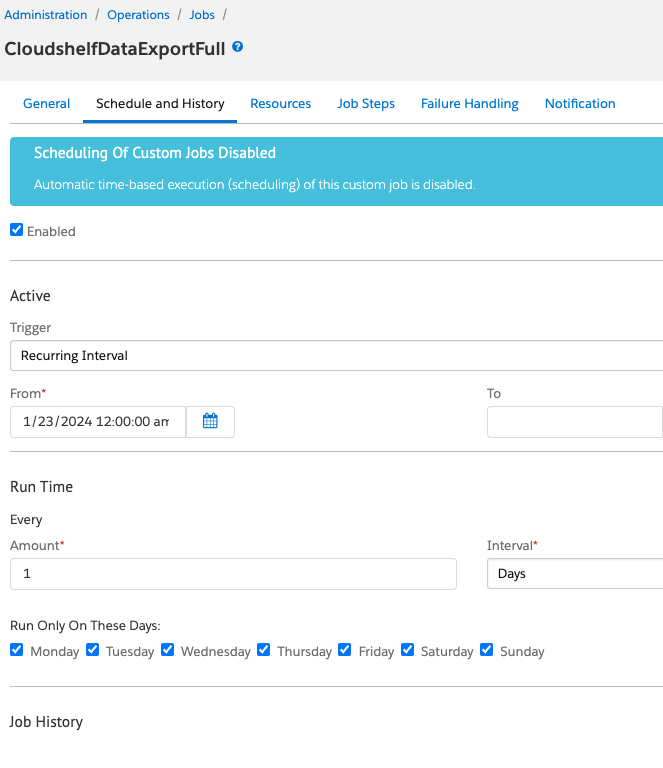 Administration / Operations / Jobs /
CloudshelfDataExportFull ?
General Schedule and History Resources Job Steps Failure Handling Notification
Scheduling Of Custom Jobs Disabled
Automatic time-based execution (scheduling) of this custom job is disabled.
Enabled
Active
Trigger
Recurring Interval
From* To
1/23/2024 12:00:00 am
Run Time
Every
Amount* Interval*
1 Days
Run Only On These Days:
Monday Tuesday Wednesday Thursday Friday Saturday Sunday
Job History